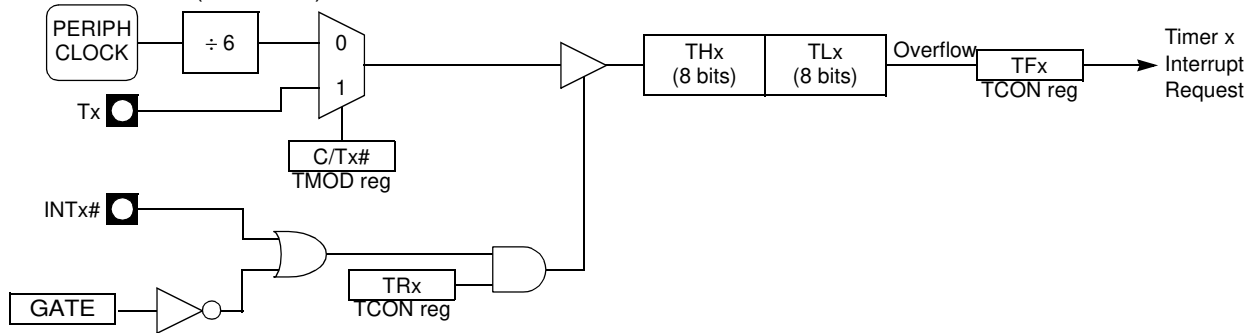 PERIPH
CLOCK
÷ 6
0
1
Tx
C/Tx#
TMOD reg
THx
(8 bits)
TLx
(8 bits)
Overflow
TFx
TCON reg
Timer x
Interrupt
Request
INTx#
GATE
TRx
TCON reg